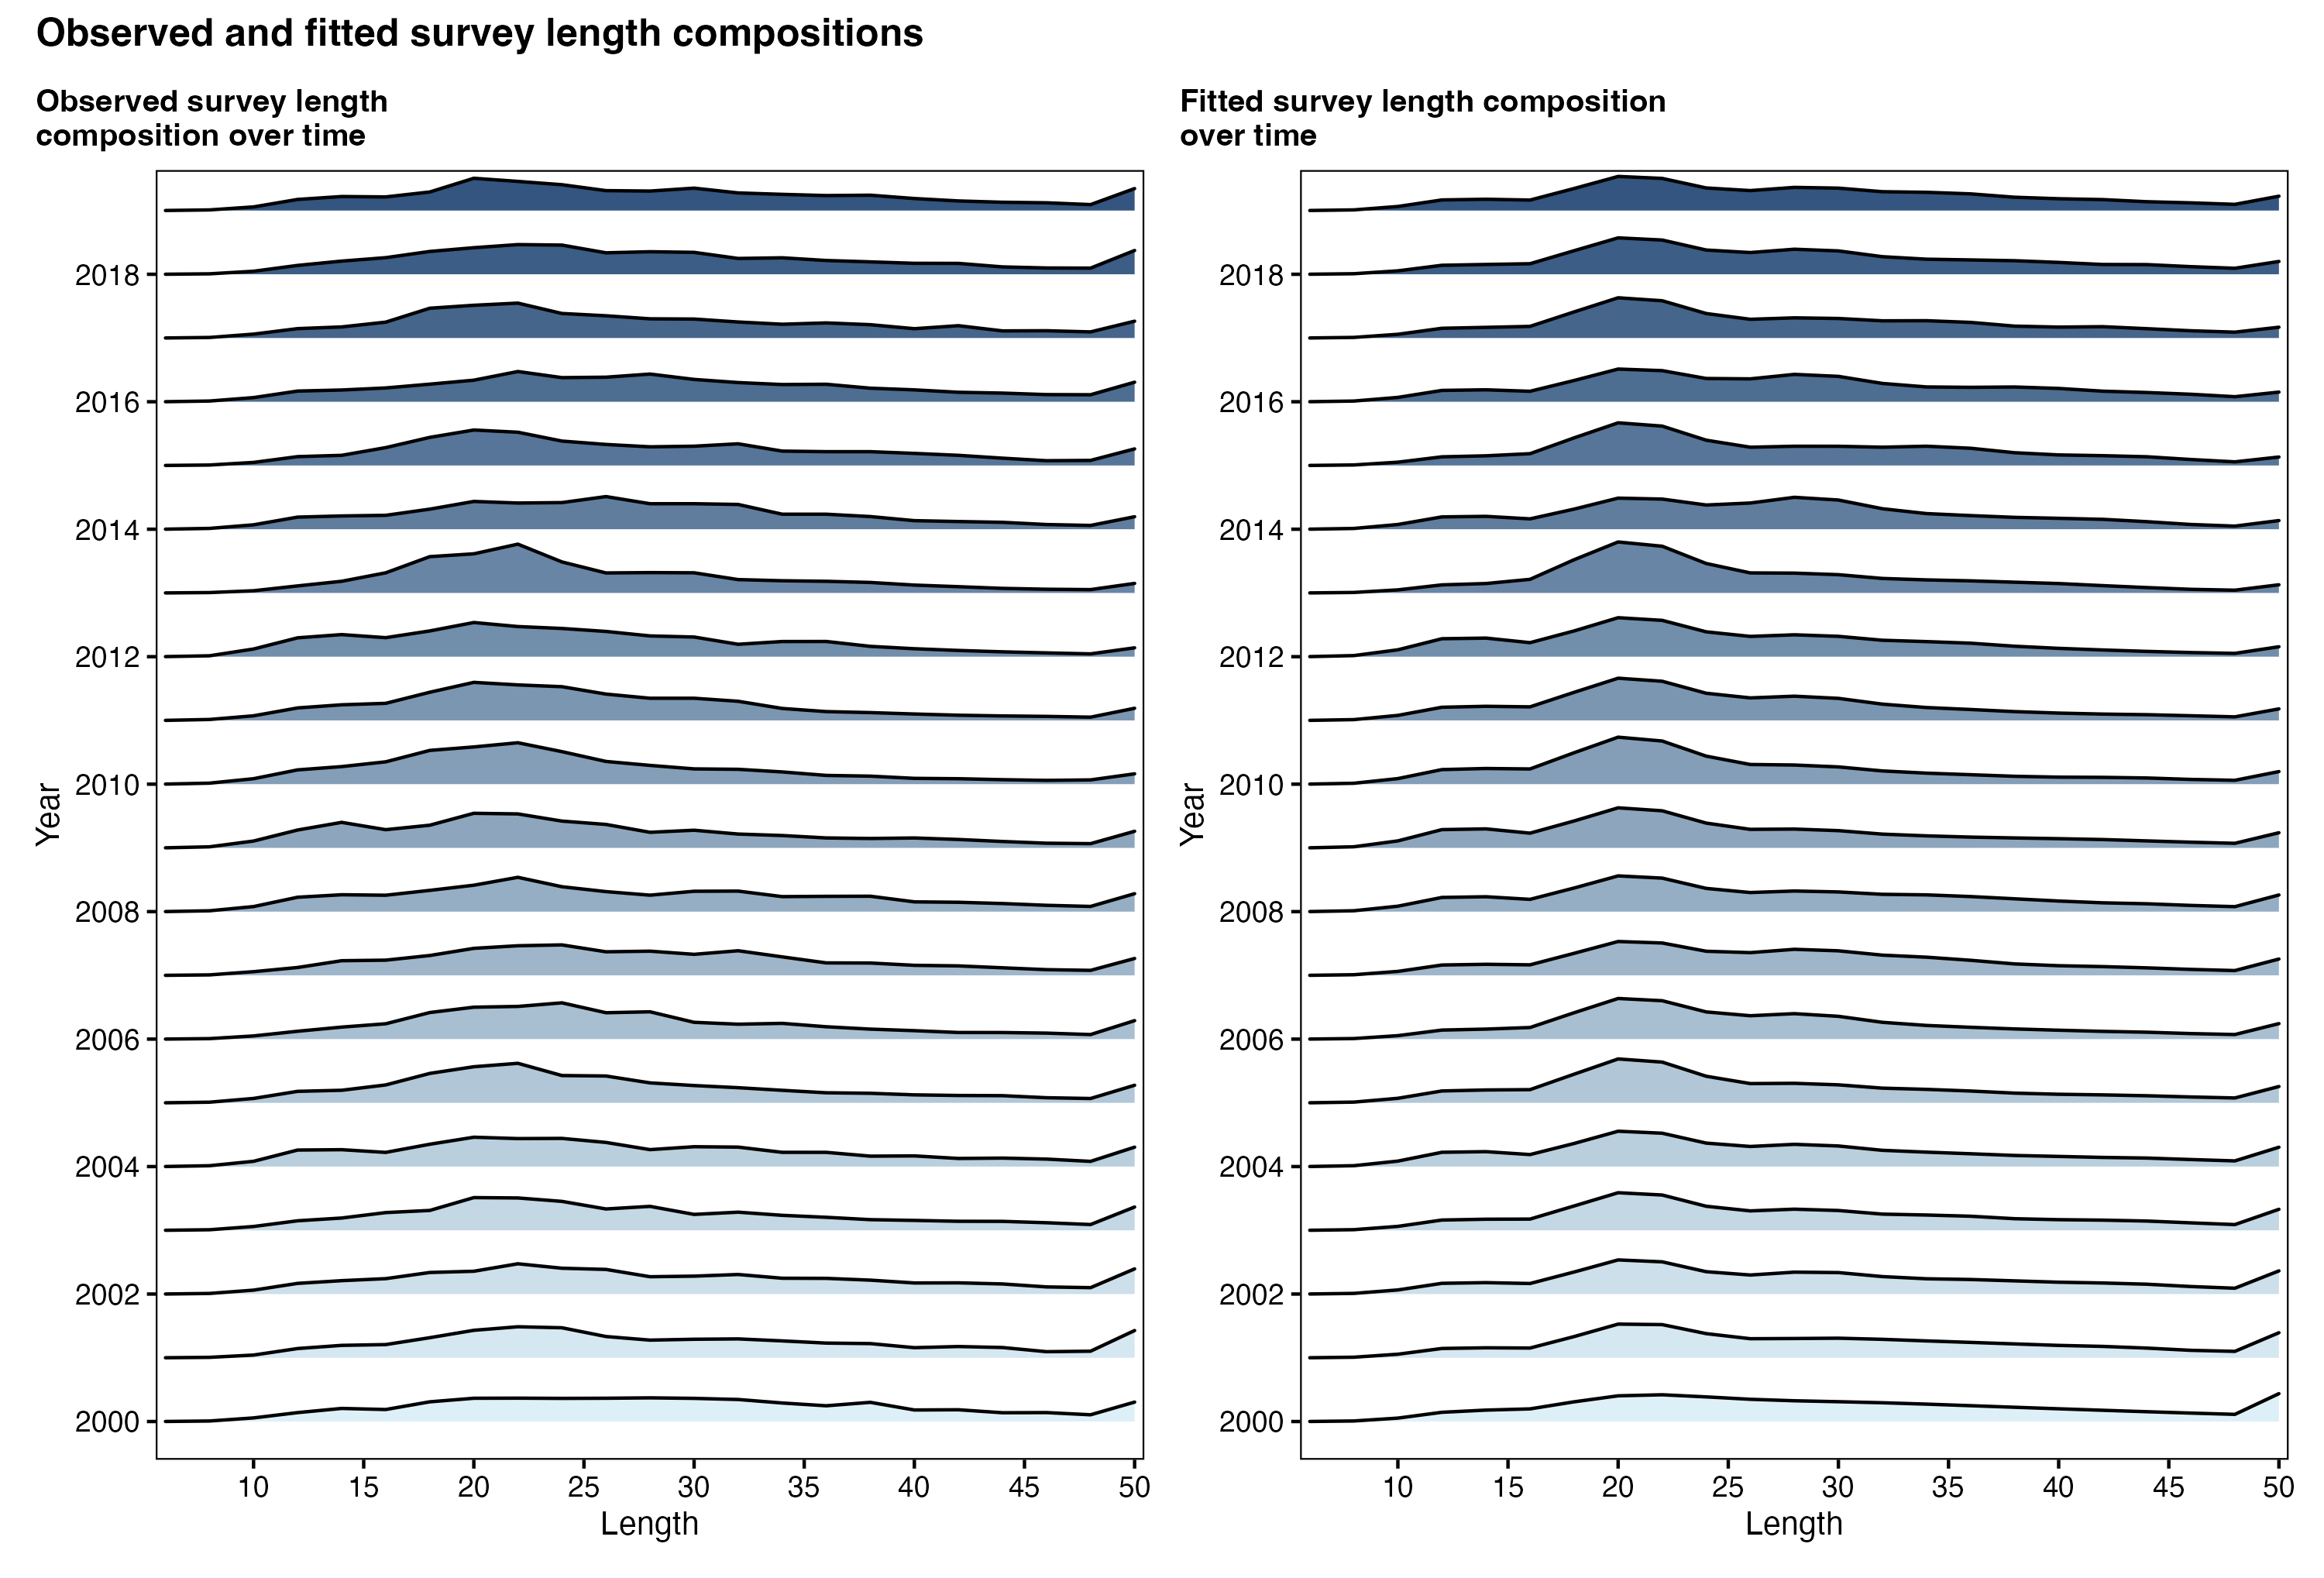 Observed and fitted survey length compositions
Observed survey length
composition over time
2018
2016
2014
2012
2010
2008
2006
2004
2002
2000
Year
10 15 20 25 30 35 40 45 50
Length
Fitted survey length composition
over time
2018
2016
2014
2012
2010
2008
2006
2004
2002
2000
Year
10 15 20 25 30 35 40 45 50
Length